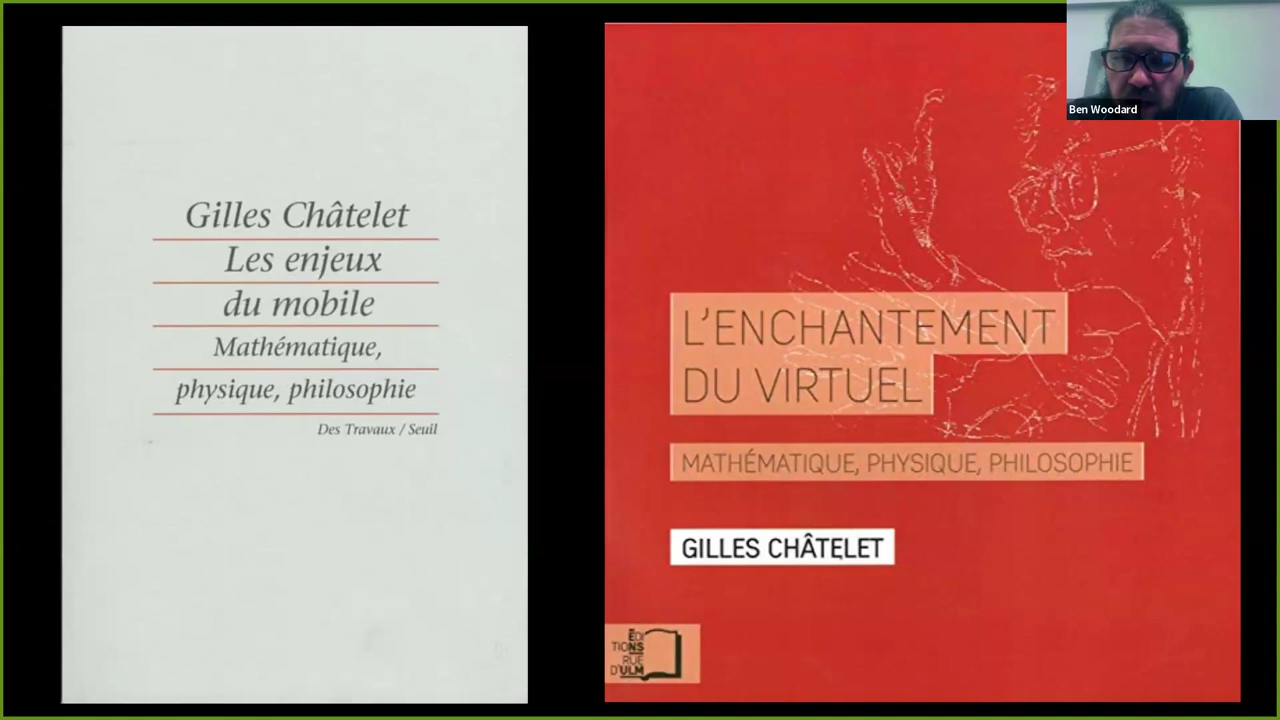 Gilles Châtelet
Les enjeux
du mobile
Mathématique,
physique, philosophie
Des Travaux / Seuil
L'ENCHANTEMENT
DU VIRTUEL
MATHÉMATIQUE, PHYSIQUE, PHILOSOPHIE
GILLES CHÂTELET
ÉDI
TIONS
RUE
D'ULM
Ben Woodard